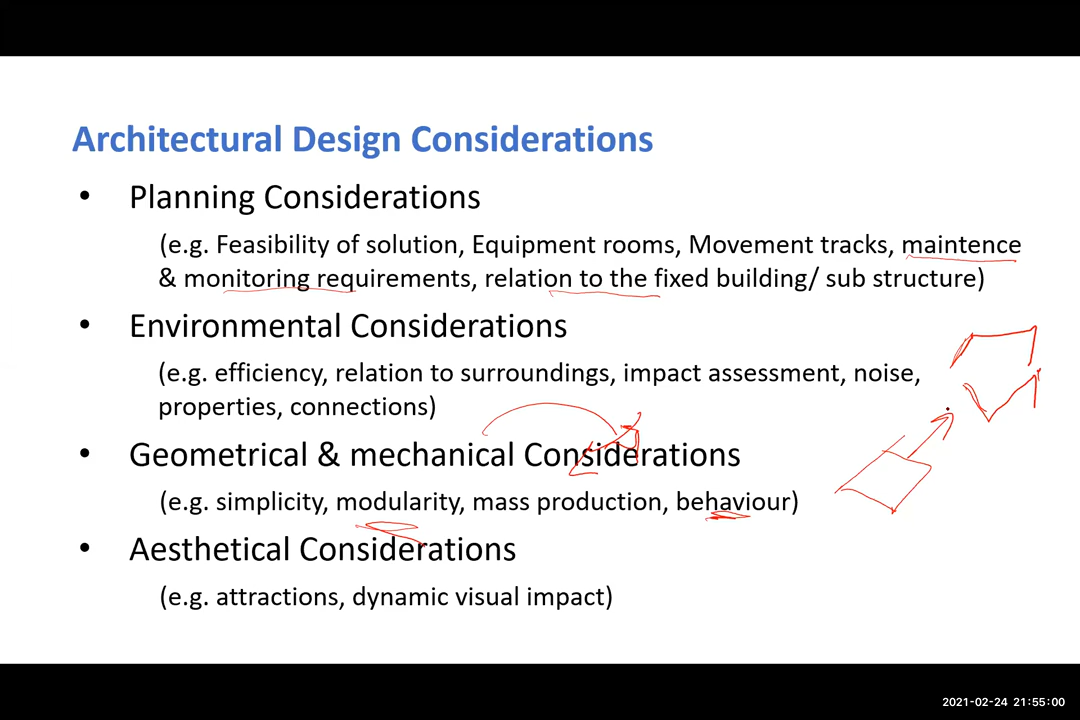 Architectural Design Considerations
• Planning Considerations
(e.g. Feasibility of solution, Equipment rooms, Movement tracks, maintence
& monitoring requirements, relation to the fixed building/ sub structure)
• Environmental Considerations
(e.g. efficiency, relation to surroundings, impact assessment, noise,
properties, connections)
• Geometrical & mechanical Considerations
(e.g. simplicity, modularity, mass production, behaviour)
• Aesthetical Considerations
(e.g. attractions, dynamic visual impact)
2021-02-24 21:55:00